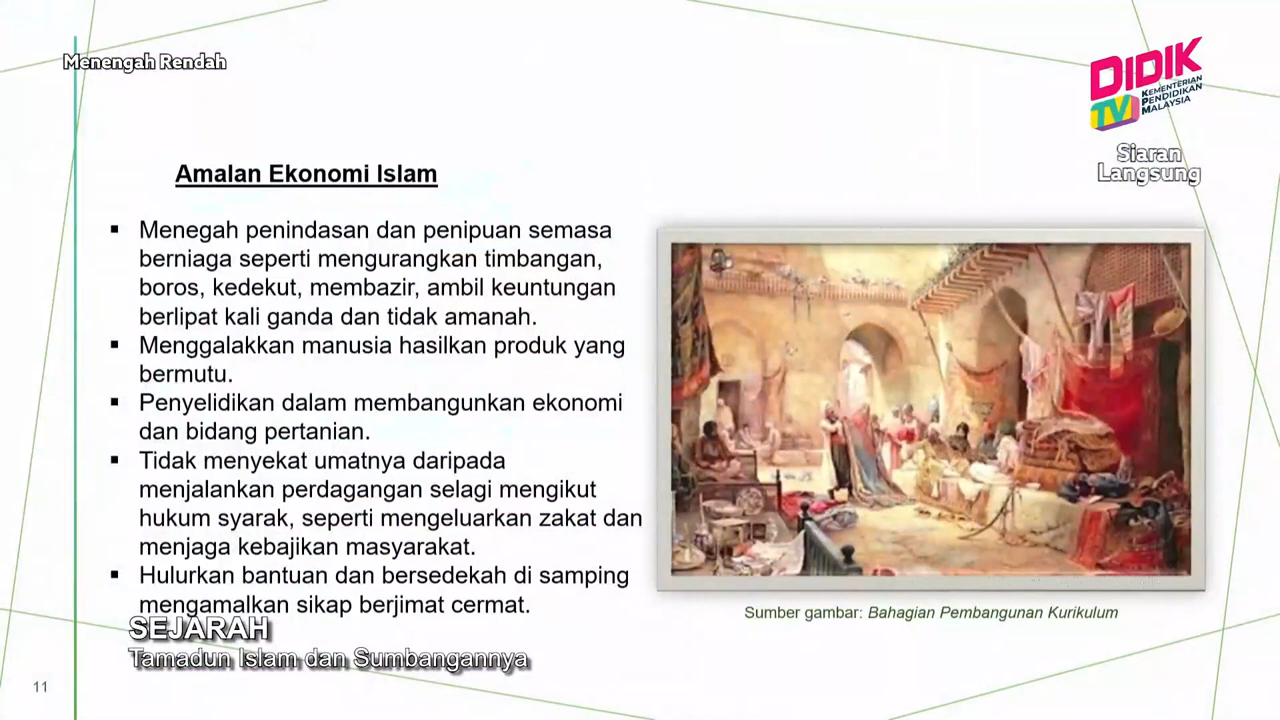 Menengah Rendah
DIDIK
TV
KEMENTERIAN
PENDIDIKAN
MALAYSIA
Siaran
Langsung
Amalan Ekonomi Islam
▪ Menegah penindasan dan penipuan semasa
berniaga seperti mengurangkan timbangan,
boros, kedekut, membazir, ambil keuntungan
berlipat kali ganda dan tidak amanah.
▪ Menggalakkan manusia hasilkan produk yang
bermutu.
▪ Penyelidikan dalam membangunkan ekonomi
dan bidang pertanian.
▪ Tidak menyekat umatnya daripada
menjalankan perdagangan selagi mengikut
hukum syarak, seperti mengeluarkan zakat dan
menjaga kebajikan masyarakat.
▪ Hulurkan bantuan dan bersedekah di samping
mengamalkan sikap berjimat cermat.
Sumber gambar: Bahagian Pembangunan Kurikulum
SEJARAH
Tamadun Islam dan Sumbangannya
11